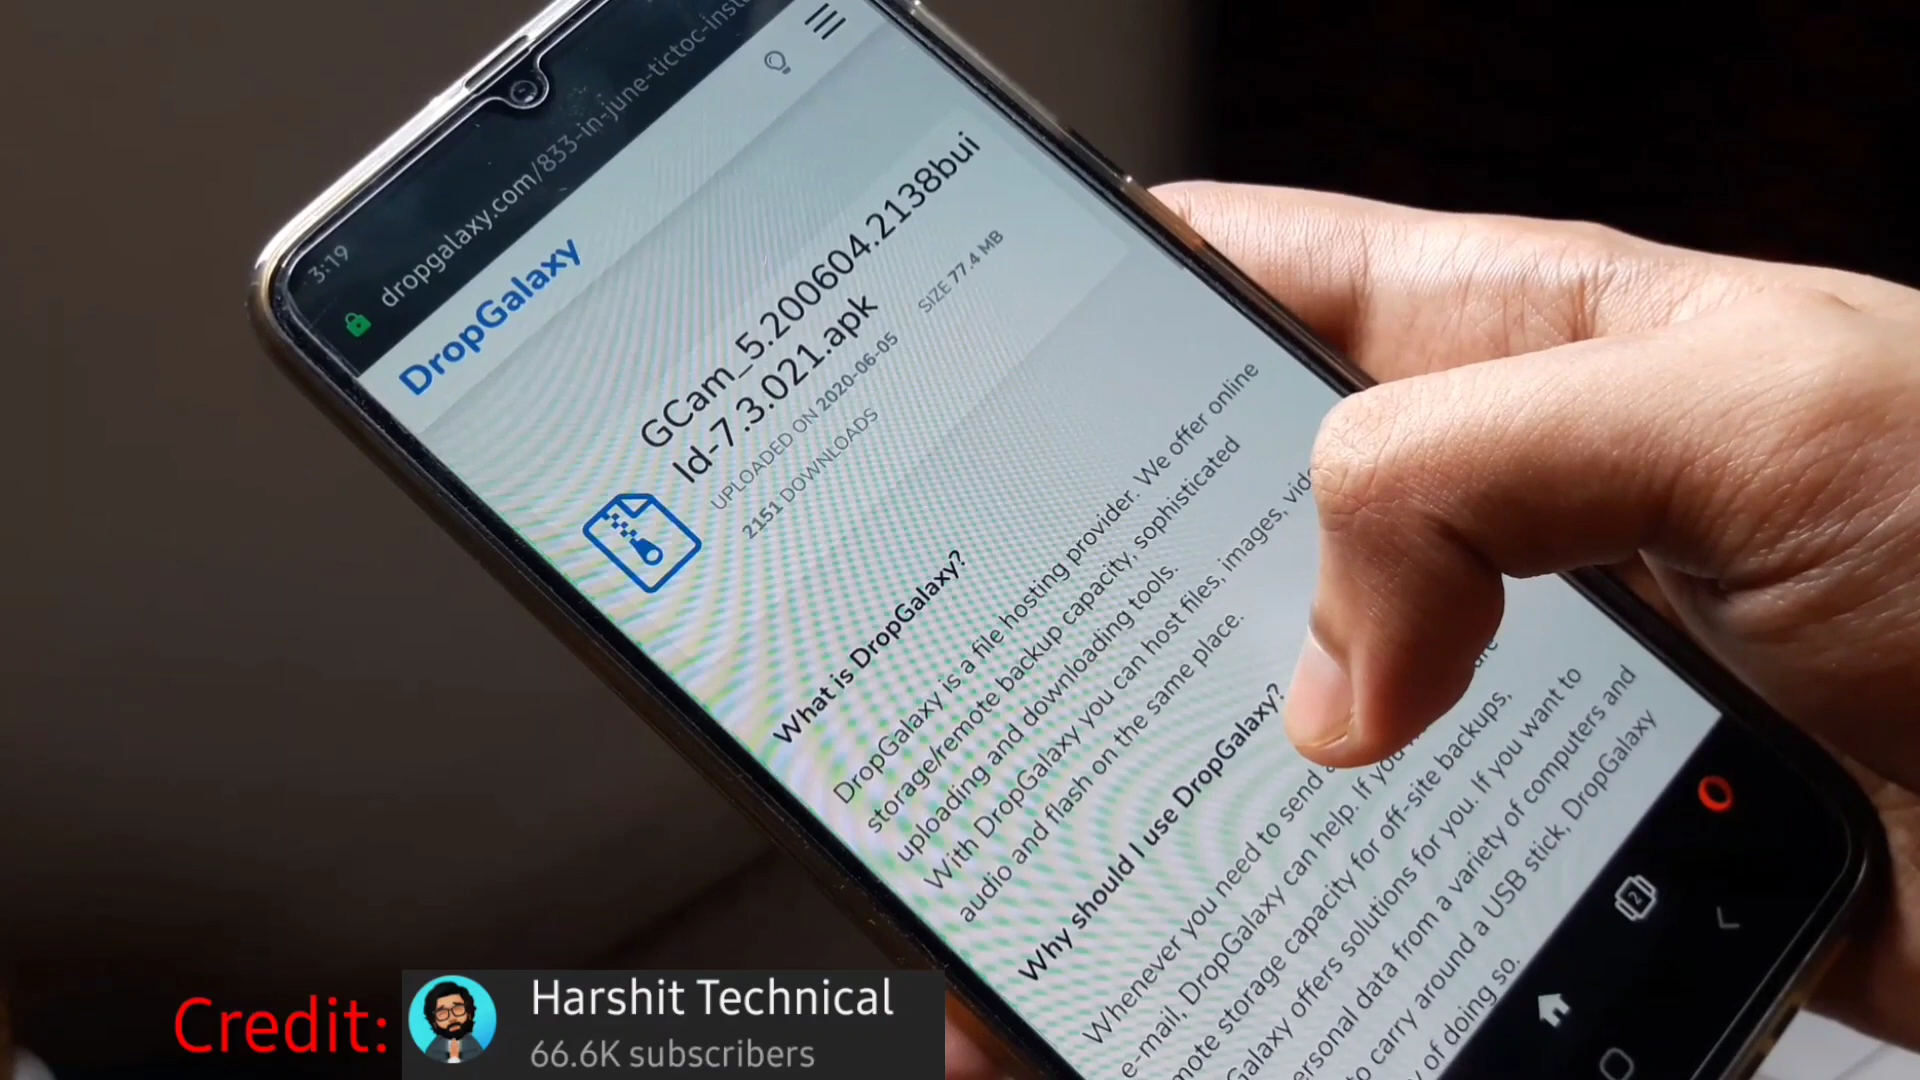 3:19
dropgalaxy.com/833-in-june-tictoc-inst
DropGalaxy
GCam_5.200604.2138bui
ld-7.3.021.apk
UPLOADED ON 2020-06-05 SIZE 77.4 MB
2151 DOWNLOADS
What is DropGalaxy?
DropGalaxy is a file hosting provider. We offer online
storage/remote backup capacity, sophisticated
uploading and downloading tools.
With DropGalaxy you can host files, images, vide
audio and flash on the same place.
Why should I use DropGalaxy?
Whenever you need to send a
e-mail, DropGalaxy can help. If you
mote storage capacity for off-site backups,
Galaxy offers solutions for you. If you want to
ersonal data from a variety of computers and
to carry around a USB stick, DropGalaxy
y of doing so.
2
Credit:
Harshit Technical
66.6K subscribers